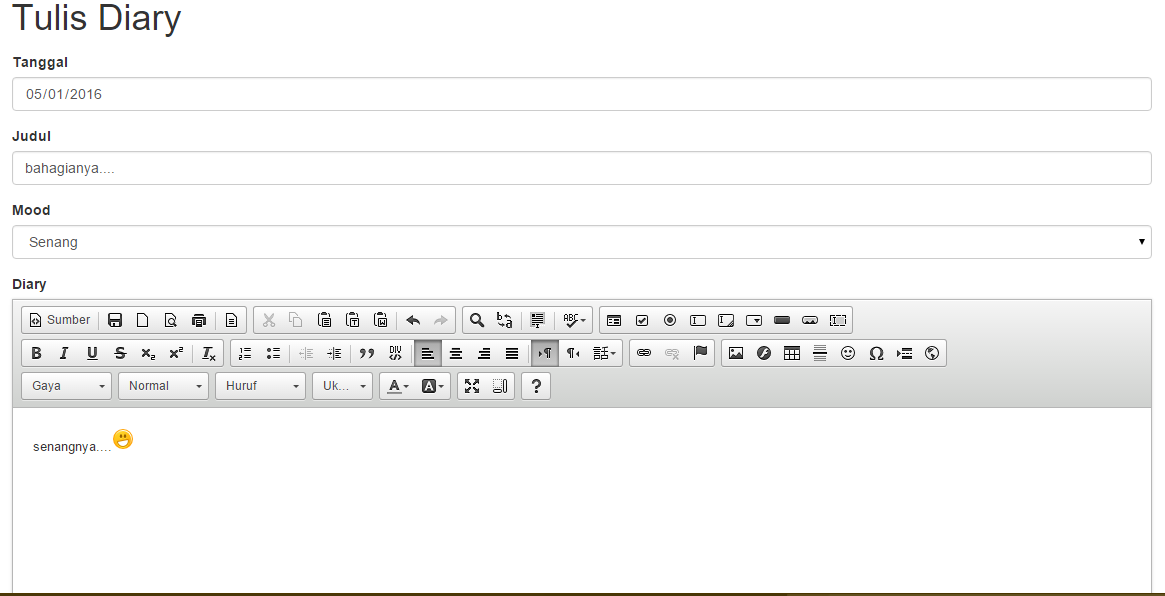 Tulis Diary
Tanggal
05/01/2016
Judul
bahagianya....
Mood
Senang
Diary
Sumber
Gaya Normal Huruf Uk...
senangnya....